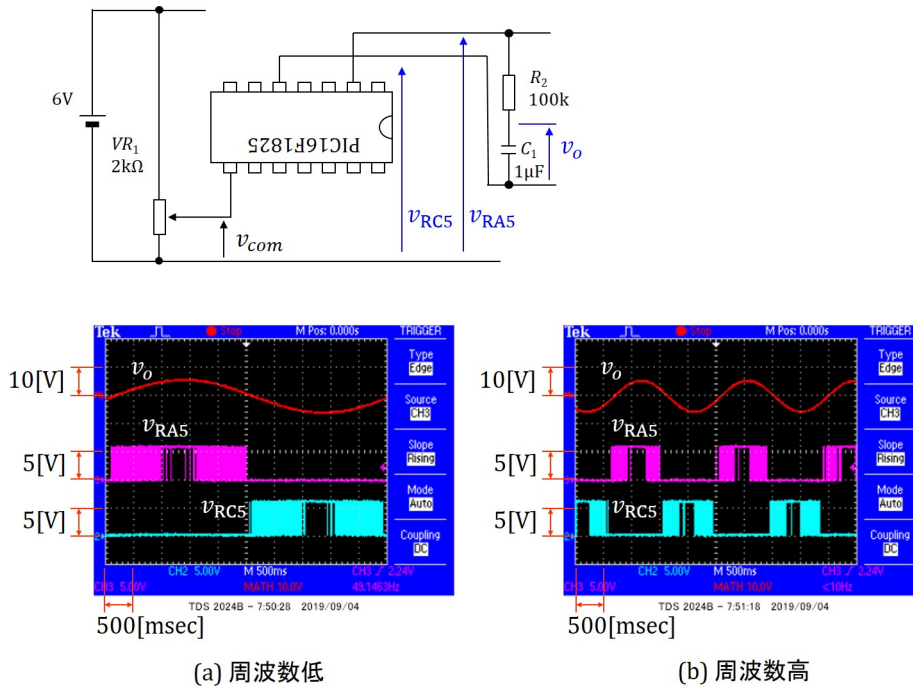 6V
VR1
2kΩ
PIC16F1825
vcom
vRC5
vRA5
R2
100k
C1
1μF
vo
Tek
Stop
M Pos: 0.000s
TRIGGER
Type
Edge
Source
CH3
Slope
Rising
Mode
Auto
Coupling
DC
10[V]
vo
vRA5
5[V]
vRC5
5[V]
CH2 5.00V
M 500ms
CH3 / 2.24V
CH3 5.00V
MATH 10.0V
49.1463Hz
TDS 2024B - 7:50:28 2019/09/04
500[msec]
(a) 周波数低
Tek
Stop
M Pos: 0.000s
TRIGGER
Type
Edge
Source
CH3
Slope
Rising
Mode
Auto
Coupling
DC
10[V]
vo
vRA5
5[V]
vRC5
5[V]
CH2 5.00V
M 500ms
CH3 / 2.24V
CH3 5.00V
MATH 10.0V
<10Hz
TDS 2024B - 7:51:18 2019/09/04
500[msec]
(b) 周波数高